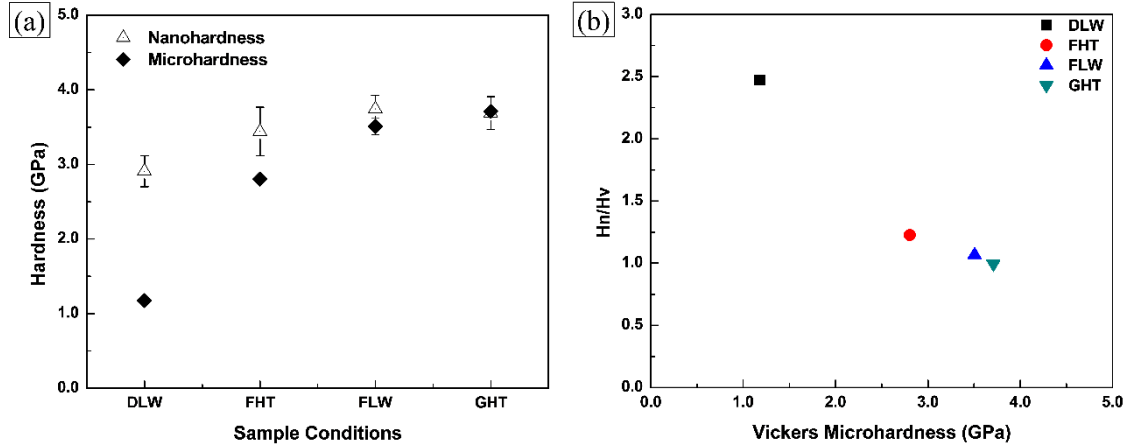 (a)
Nanohardness
Microhardness
5.0
4.0
3.0
2.0
1.0
0.0
Hardness (GPa)
DLW FHT FLW GHT
Sample Conditions
(b)
DLW
FHT
FLW
GHT
3.0
2.5
2.0
1.5
1.0
0.5
0.0
Hn/Hv
0.0 1.0 2.0 3.0 4.0 5.0
Vickers Microhardness (GPa)